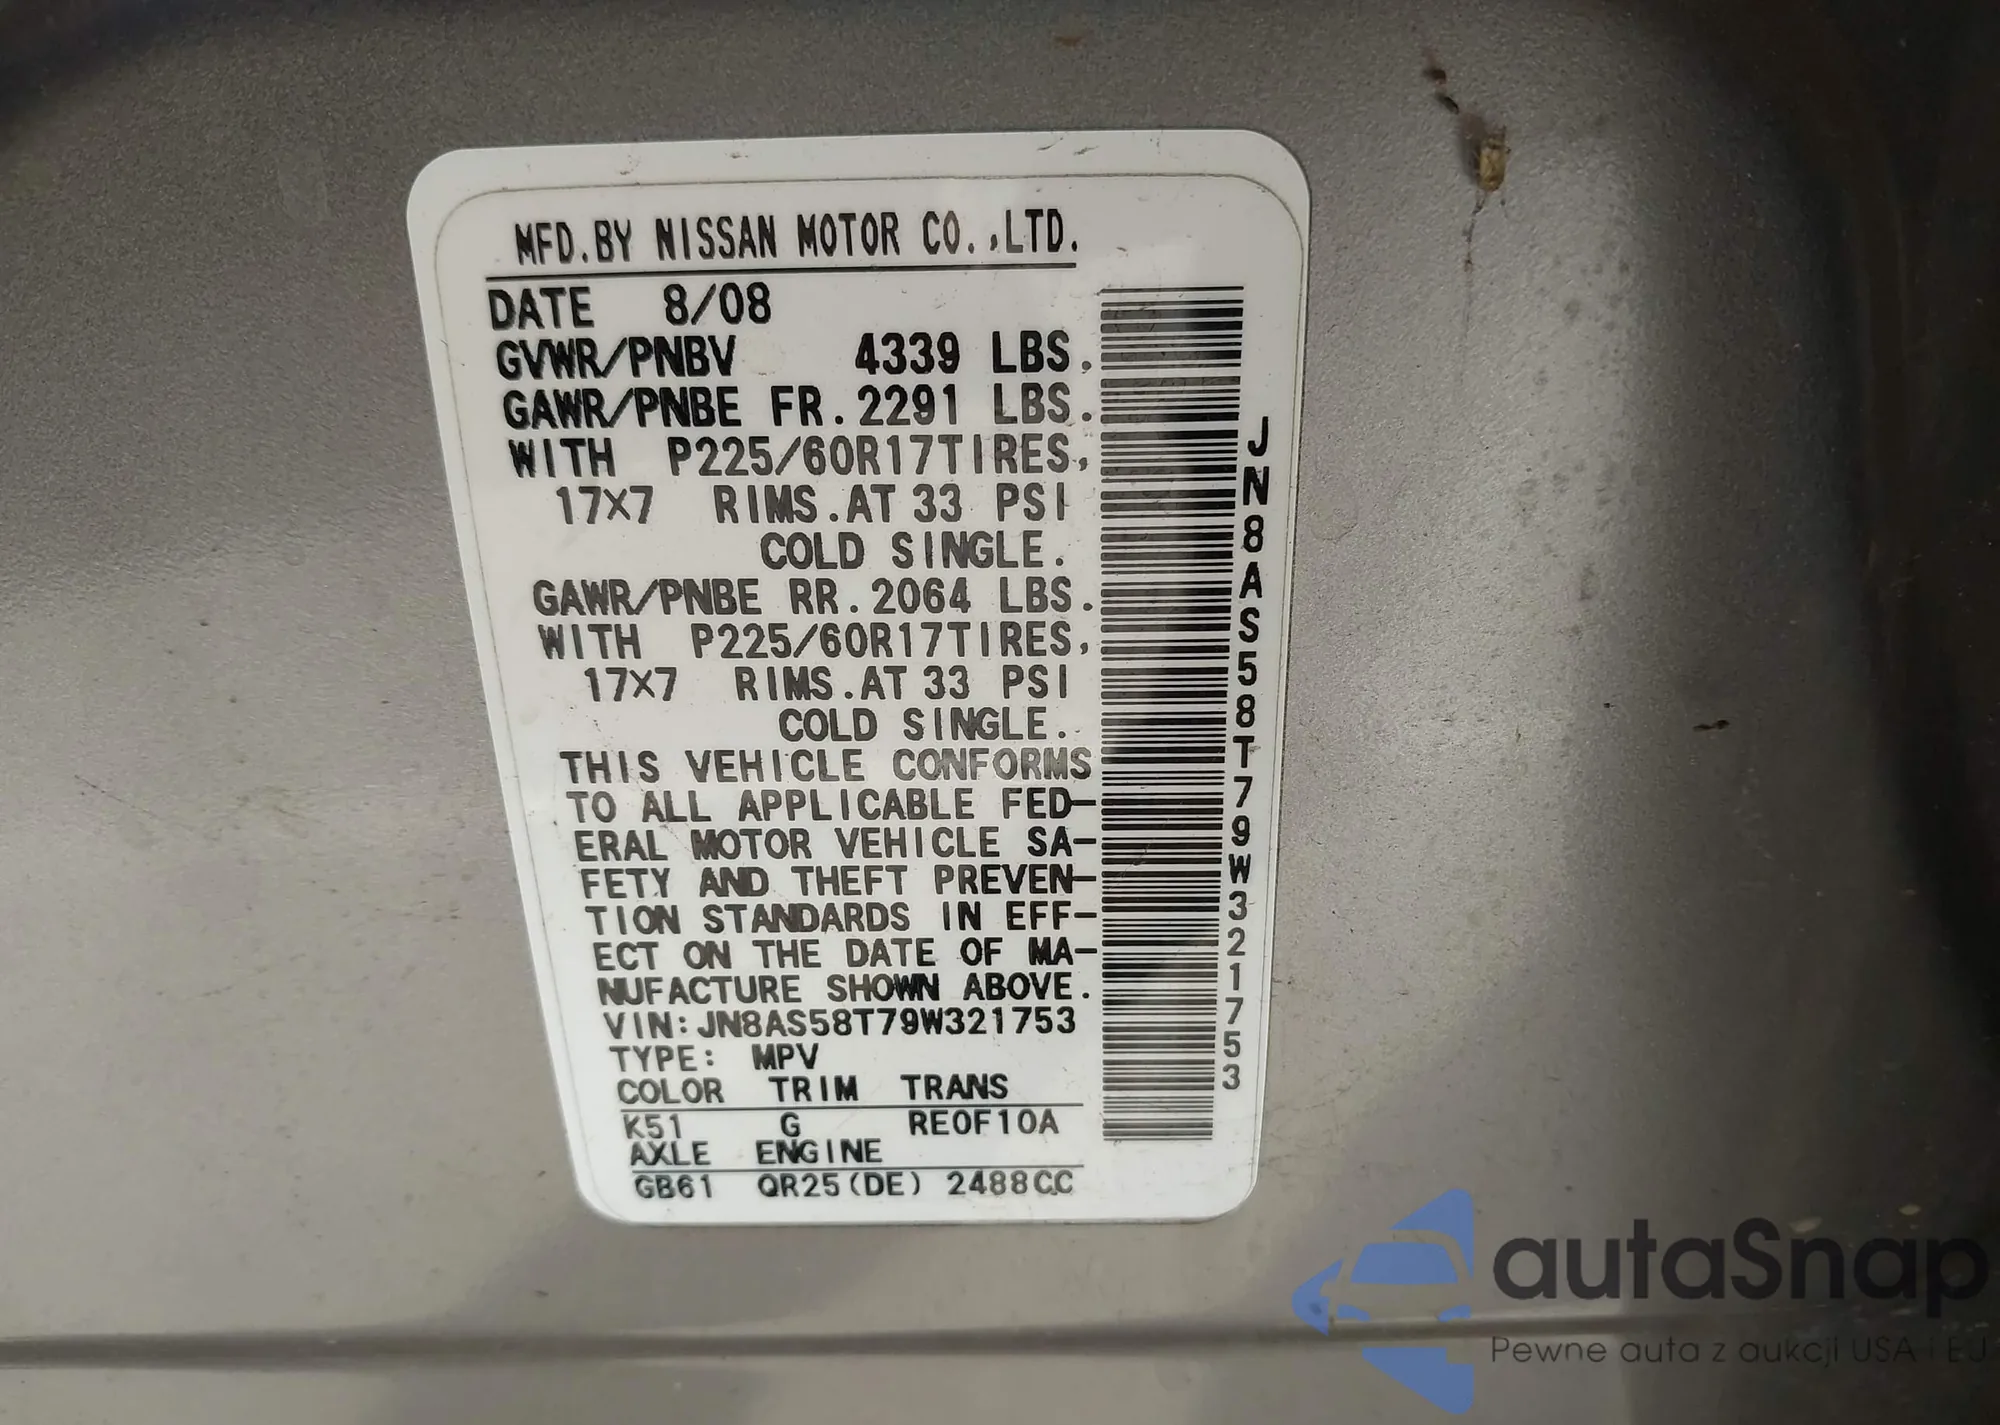 MFD.BY NISSAN MOTOR CO.,LTD.
DATE 8/08
GVWR/PNBV 4339 LBS.
GAWR/PNBE FR.2291 LBS.
WITH P225/60R17TIRES,
17X7 RIMS.AT 33 PSI
COLD SINGLE.
GAWR/PNBE RR.2064 LBS.
WITH P225/60R17TIRES,
17X7 RIMS.AT 33 PSI
COLD SINGLE.
THIS VEHICLE CONFORMS
TO ALL APPLICABLE FED-
ERAL MOTOR VEHICLE SA-
FETY AND THEFT PREVEN-
TION STANDARDS IN EFF-
ECT ON THE DATE OF MA-
NUFACTURE SHOWN ABOVE.
VIN:JN8AS58T79W321753
TYPE: MPV
COLOR TRIM TRANS
K51 G RE0F10A
AXLE ENGINE
GB61 QR25(DE) 2488CC
JN8AS58T79W321753
autaSnap
Pewne auta z aukcji USA i EU